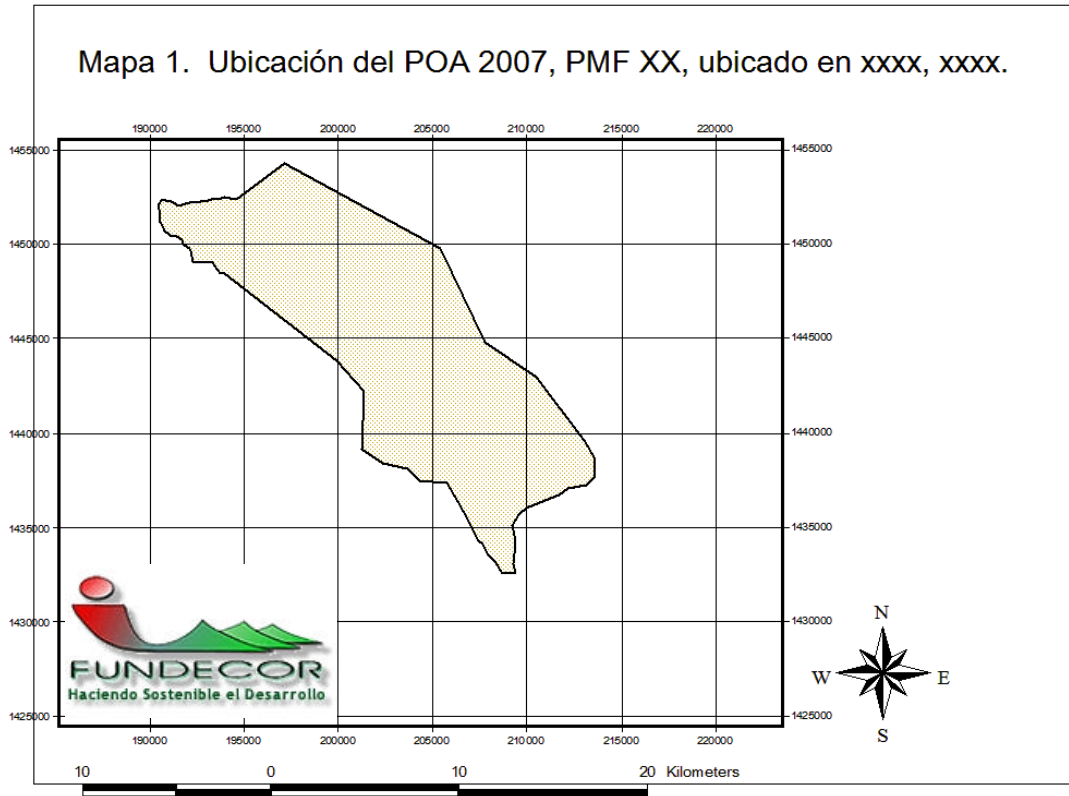 Mapa 1.  Ubicación del POA 2007, PMF XX, ubicado en xxxx, xxxx.
190000 195000 200000 205000 210000 215000 220000
1455000 1455000
1450000 1450000
1445000 1445000
1440000 1440000
1435000 1435000
1430000 1430000
1425000 1425000
FUNDECOR
Haciendo Sostenible el Desarrollo
N
W E
S
190000 195000 200000 205000 210000 215000 220000
10 0 10 20 Kilometers